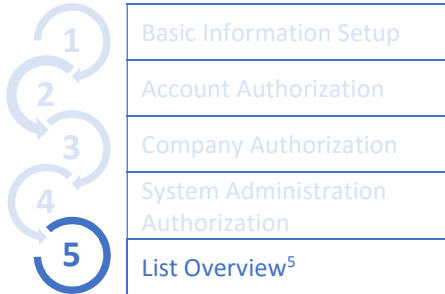 1 Basic Information Setup
2 Account Authorization
3 Company Authorization
4 System Administration
Authorization
5 List Overview⁵